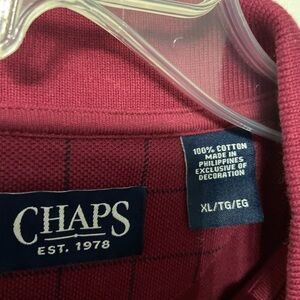 100% COTTON
MADE IN
PHILIPPINES
EXCLUSIVE OF
DECORATION
XL/TG/EG
CHAPS
EST. 1978